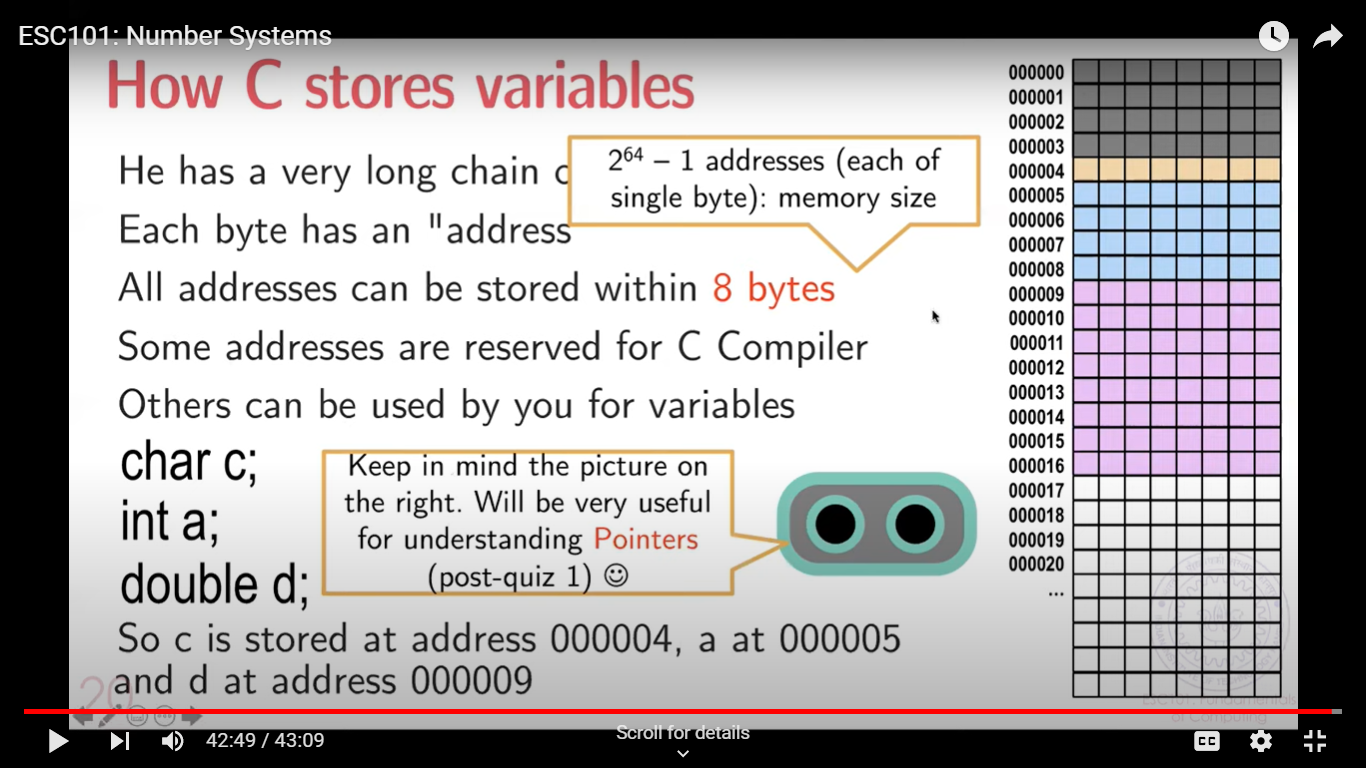 ESC101: Number Systems
How C stores variables
He has a very long chain
2⁶⁴ – 1 addresses (each of
single byte): memory size
Each byte has an "address
All addresses can be stored within 8 bytes
Some addresses are reserved for C Compiler
Others can be used by you for variables
char c;
int a;
double d;
Keep in mind the picture on
the right. Will be very useful
for understanding Pointers
(post-quiz 1) ☺
So c is stored at address 000004, a at 000005
and d at address 000009
000000
000001
000002
000003
000004
000005
000006
000007
000008
000009
000010
000011
000012
000013
000014
000015
000016
000017
000018
000019
000020
...
20
ESC101: Fundamentals
of Computing
42:49 / 43:09
Scroll for details
CC